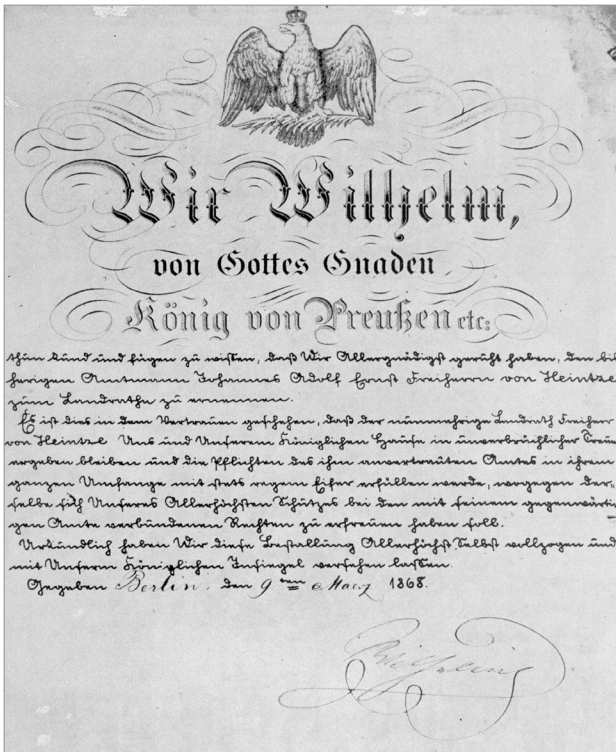 Wir Wilhelm,
von Gottes Gnaden
König von Preußen etc:
thun kund und fügen zu wissen, daß Wir Allergnädigst geruht haben, den bis
herigen Amtmann Johannes Adolf Ernst Freiherrn von Heintze
zum Landrathe zu ernennen.
Es ist dies in dem Vertrauen geschehen, daß der nunmehrige Landrath Freiherr
von Heintze Uns und Unserem Königlichen Hause in unverbrüchlicher Treue
ergeben bleiben und die Pflichten des ihm anvertrauten Amtes in ihrem
ganzen Umfange mit stets regem Eifer erfüllen werde, wogegen der-
selbe sich Unseres Allerhöchsten Schutzes bei den mit seinem gegenwärti-
gen Amte verbundenen Rechten zu erfreuen haben soll.
Urkundlich haben Wir diese Bestallung Allerhöchst Selbst vollzogen und
mit Unserm Königlichen Insiegel versehen lassen.
Gegeben Berlin, den 9ten Maerz 1868.
Wilhelm